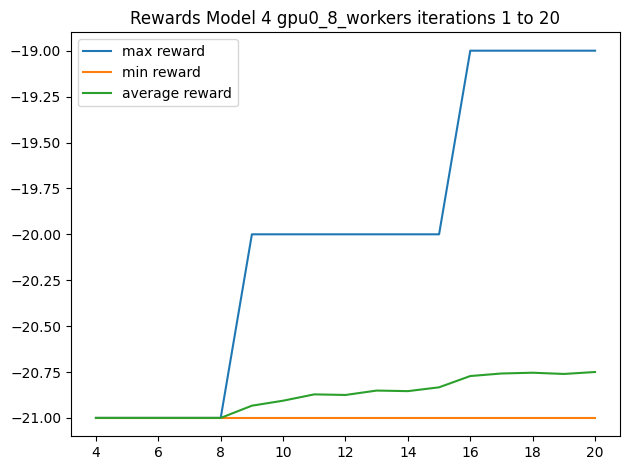 Rewards Model 4 gpu0_8_workers iterations 1 to 20
max reward
min reward
average reward
−19.00
−19.25
−19.50
−19.75
−20.00
−20.25
−20.50
−20.75
−21.00
4 6 8 10 12 14 16 18 20